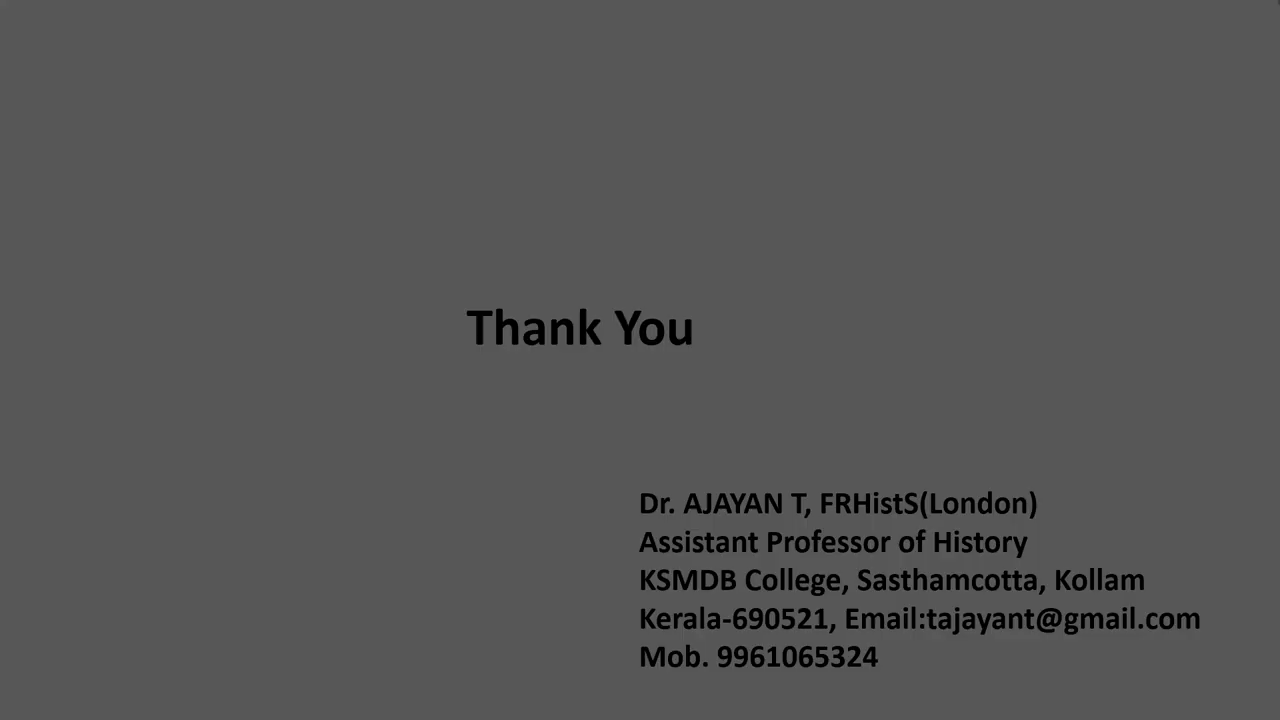 Thank You
Dr. AJAYAN T, FRHistS(London)
Assistant Professor of History
KSMDB College, Sasthamcotta, Kollam
Kerala-690521, Email:tajayant@gmail.com
Mob. 9961065324